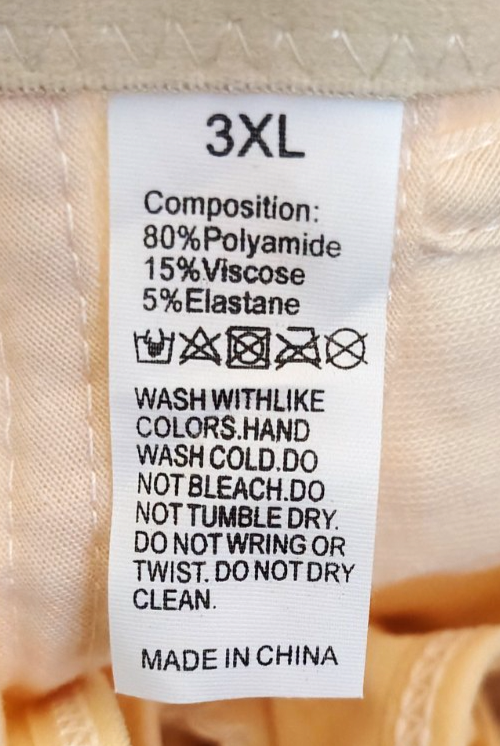 3XL
Composition:
80%Polyamide
15%Viscose
5%Elastane
WASH WITHLIKE
COLORS.HAND
WASH COLD.DO
NOT BLEACH.DO
NOT TUMBLE DRY.
DO NOT WRING OR
TWIST. DO NOT DRY
CLEAN.
MADE IN CHINA